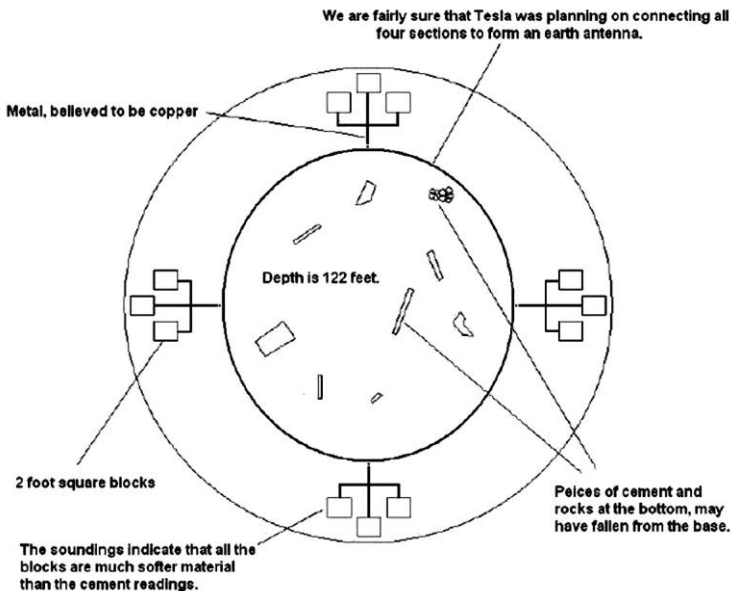 We are fairly sure that Tesla was planning on connecting all
four sections to form an earth antenna.
Metal, believed to be copper
Depth is 122 feet.
2 foot square blocks
Peices of cement and
rocks at the bottom, may
have fallen from the base.
The soundings indicate that all the
blocks are much softer material
than the cement readings.